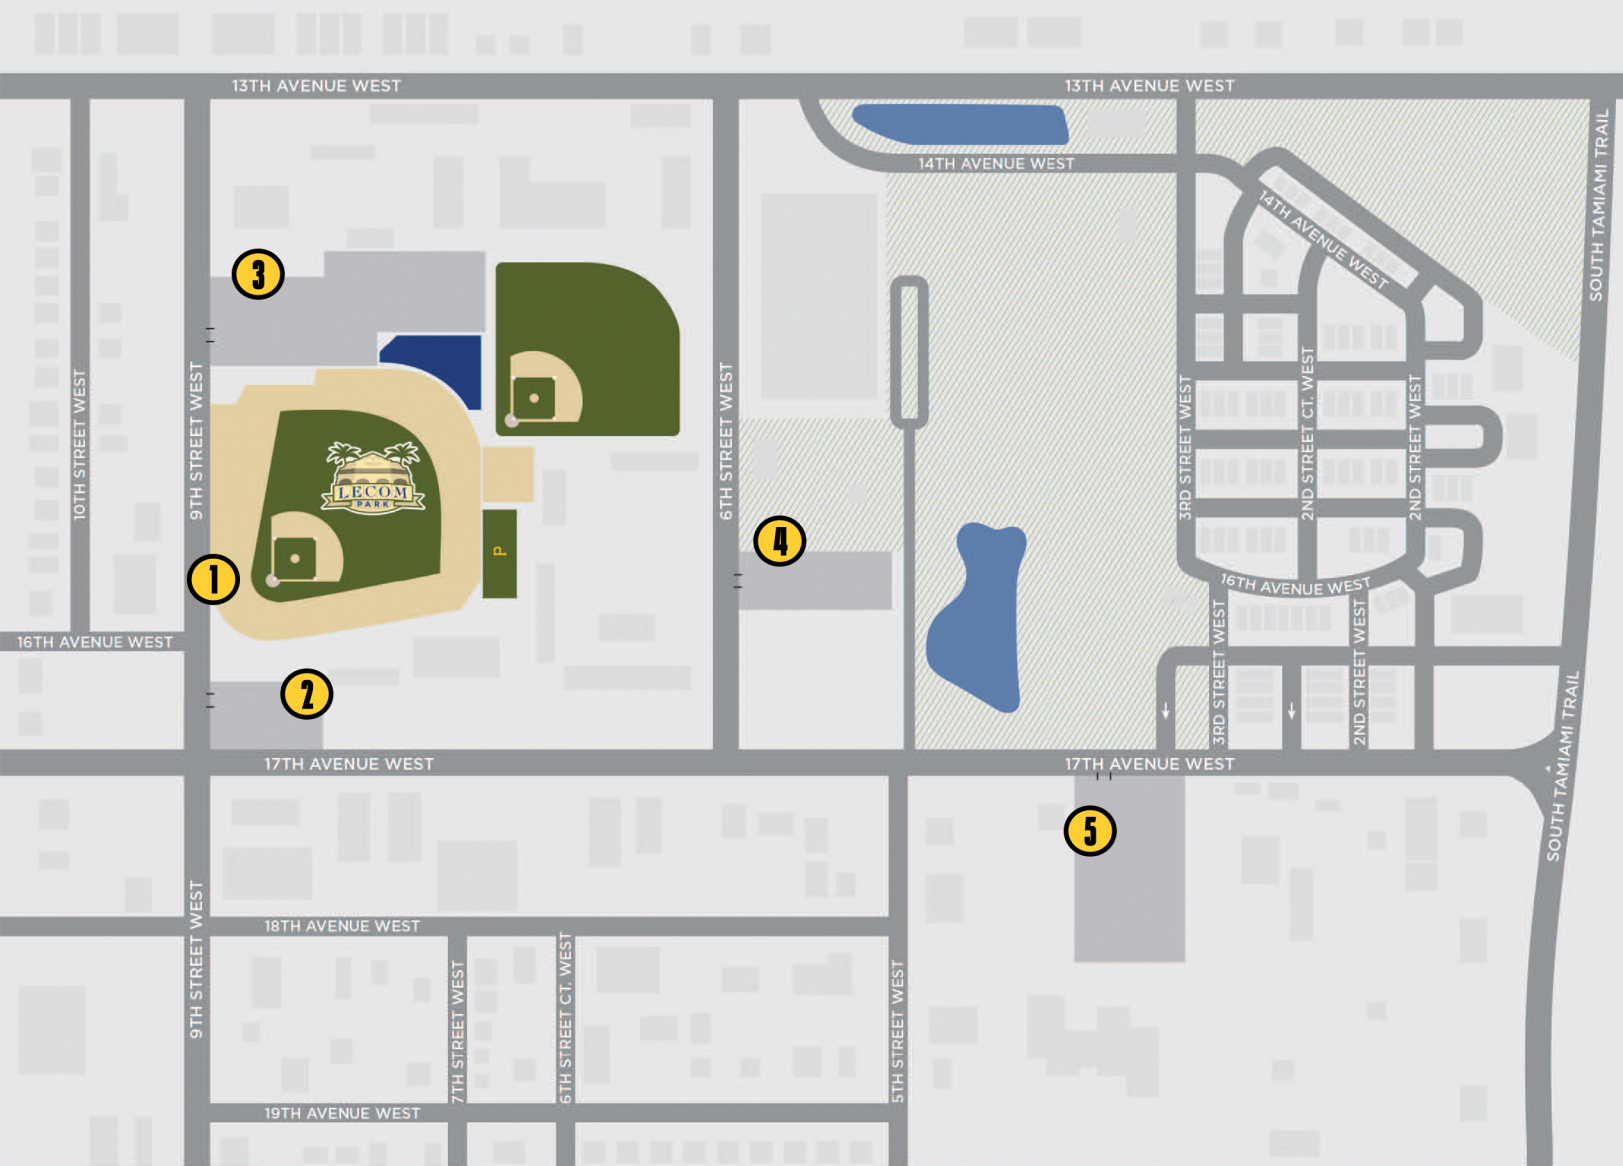 13TH AVENUE WEST
13TH AVENUE WEST
SOUTH TAMIAMI TRAIL
14TH AVENUE WEST
14TH AVENUE WEST
3
10TH STREET WEST
9TH STREET WEST
6TH STREET WEST
3RD STREET WEST
2ND STREET CT. WEST
2ND STREET WEST
LECOM
PARK
P
4
1
16TH AVENUE WEST
16TH AVENUE WEST
3RD STREET WEST
2ND STREET WEST
2
17TH AVENUE WEST
17TH AVENUE WEST
SOUTH TAMIAMI TRAIL
5
9TH STREET WEST
18TH AVENUE WEST
7TH STREET WEST
6TH STREET CT. WEST
5TH STREET WEST
19TH AVENUE WEST